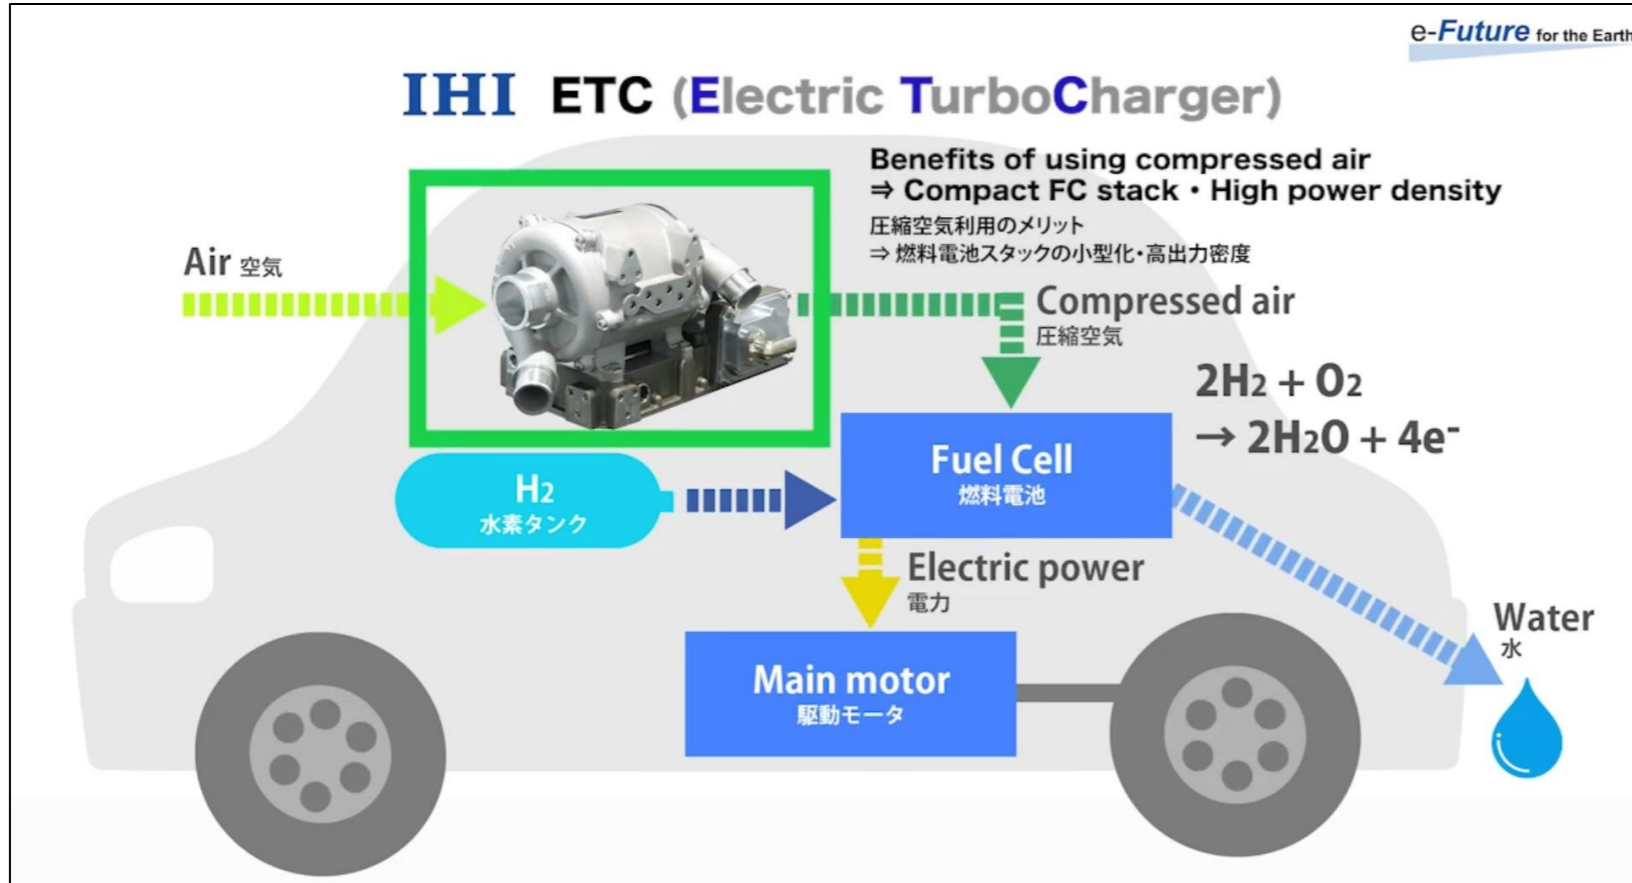 e-Future for the Earth
IHI ETC (Electric TurboCharger)
Benefits of using compressed air
⇒ Compact FC stack・High power density
圧縮空気利用のメリット
⇒ 燃料電池スタックの小型化・高出力密度
Air 空気
Compressed air
圧縮空気
2H₂ + O₂
→ 2H₂O + 4e⁻
Fuel Cell
燃料電池
H₂
水素タンク
Electric power
電力
Water
水
Main motor
駆動モータ